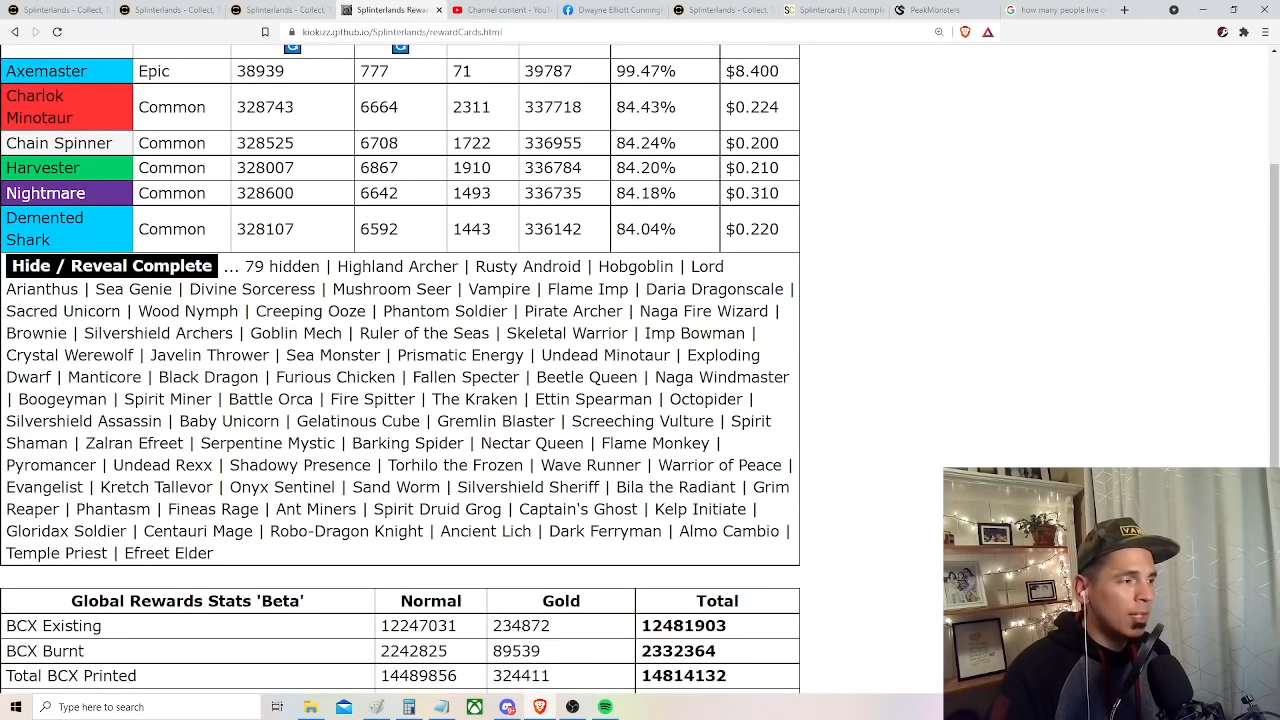 Splinterlands - Collect,
Splinterlands - Collect, T
Splinterlands - Collect, T
Splinterlands Rewar
Channel content - YouT
Dwayne Elliott Cunning
Splinterlands - Collect, T
Splintercards | A compl
PeakMonsters
how many people live o
kiokizz.github.io/Splinterlands/rewardCards.html
G G
Axemaster Epic 38939 777 71 39787 99.47% $8.400
Charlok
Minotaur Common 328743 6664 2311 337718 84.43% $0.224
Chain Spinner Common 328525 6708 1722 336955 84.24% $0.200
Harvester Common 328007 6867 1910 336784 84.20% $0.210
Nightmare Common 328600 6642 1493 336735 84.18% $0.310
Demented
Shark Common 328107 6592 1443 336142 84.04% $0.220
Hide / Reveal Complete ... 79 hidden | Highland Archer | Rusty Android | Hobgoblin | Lord
Arianthus | Sea Genie | Divine Sorceress | Mushroom Seer | Vampire | Flame Imp | Daria Dragonscale |
Sacred Unicorn | Wood Nymph | Creeping Ooze | Phantom Soldier | Pirate Archer | Naga Fire Wizard |
Brownie | Silvershield Archers | Goblin Mech | Ruler of the Seas | Skeletal Warrior | Imp Bowman |
Crystal Werewolf | Javelin Thrower | Sea Monster | Prismatic Energy | Undead Minotaur | Exploding
Dwarf | Manticore | Black Dragon | Furious Chicken | Fallen Specter | Beetle Queen | Naga Windmaster
| Boogeyman | Spirit Miner | Battle Orca | Fire Spitter | The Kraken | Ettin Spearman | Octopider |
Silvershield Assassin | Baby Unicorn | Gelatinous Cube | Gremlin Blaster | Screeching Vulture | Spirit
Shaman | Zalran Efreet | Serpentine Mystic | Barking Spider | Nectar Queen | Flame Monkey |
Pyromancer | Undead Rexx | Shadowy Presence | Torhilo the Frozen | Wave Runner | Warrior of Peace |
Evangelist | Kretch Tallevor | Onyx Sentinel | Sand Worm | Silvershield Sheriff | Bila the Radiant | Grim
Reaper | Phantasm | Fineas Rage | Ant Miners | Spirit Druid Grog | Captain's Ghost | Kelp Initiate |
Gloridax Soldier | Centauri Mage | Robo-Dragon Knight | Ancient Lich | Dark Ferryman | Almo Cambio |
Temple Priest | Efreet Elder
Global Rewards Stats 'Beta' Normal Gold Total
BCX Existing 12247031 234872 12481903
BCX Burnt 2242825 89539 2332364
Total BCX Printed 14489856 324411 14814132
Type here to search